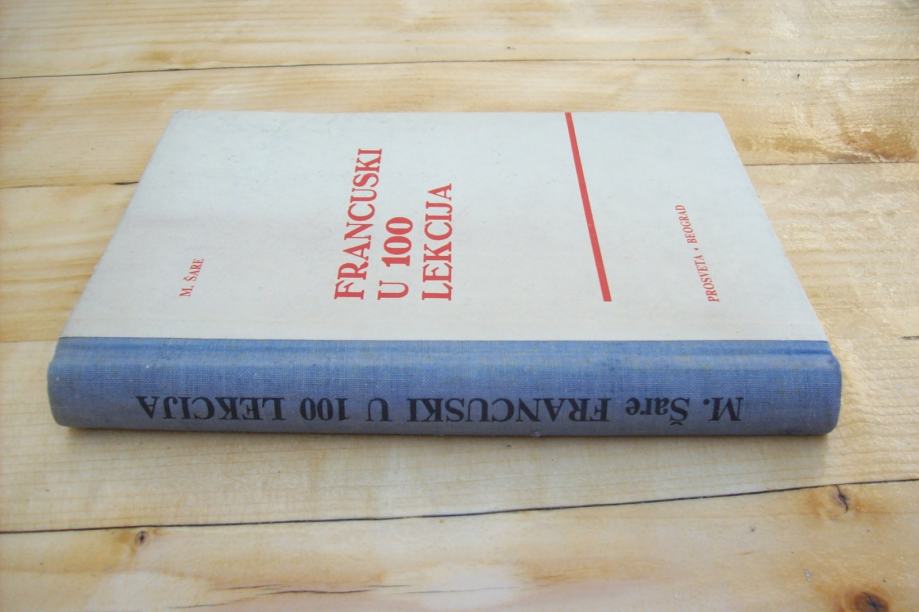 M. ŠARE
FRANCUSKI
U 100
LEKCIJA
PROSVETA • BEOGRAD
M. Šare FRANCUSKI U 100 LEKCIJA